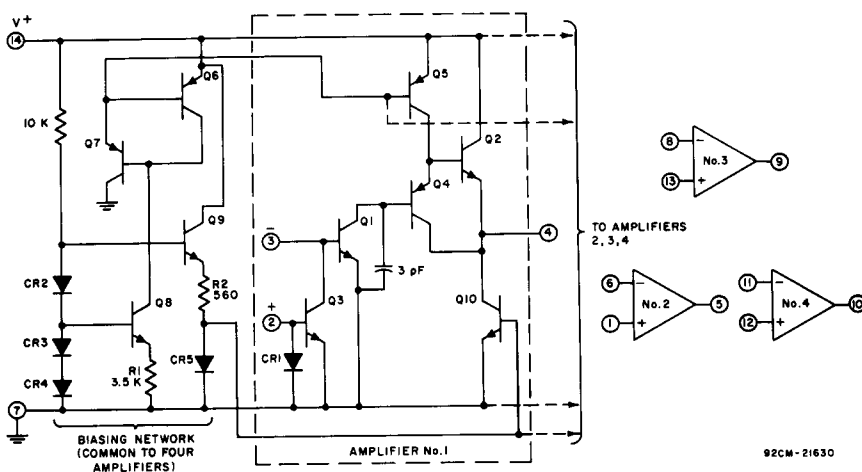 V+
14
Q6
Q5
10 K
Q7
Q2
8
−
No.3
9
13
+
Q4
Q9
Q1
−
3
4
TO AMPLIFIERS
2, 3, 4
CR2
Q8
R2
560
3 pF
+
2
Q3
Q10
6
−
No.2
5
1
+
11
−
No.4
10
12
+
CR3
CR5
CR1
R1
3.5 K
CR4
7
BIASING NETWORK
(COMMON TO FOUR
AMPLIFIERS)
AMPLIFIER No.1
92CM-21630